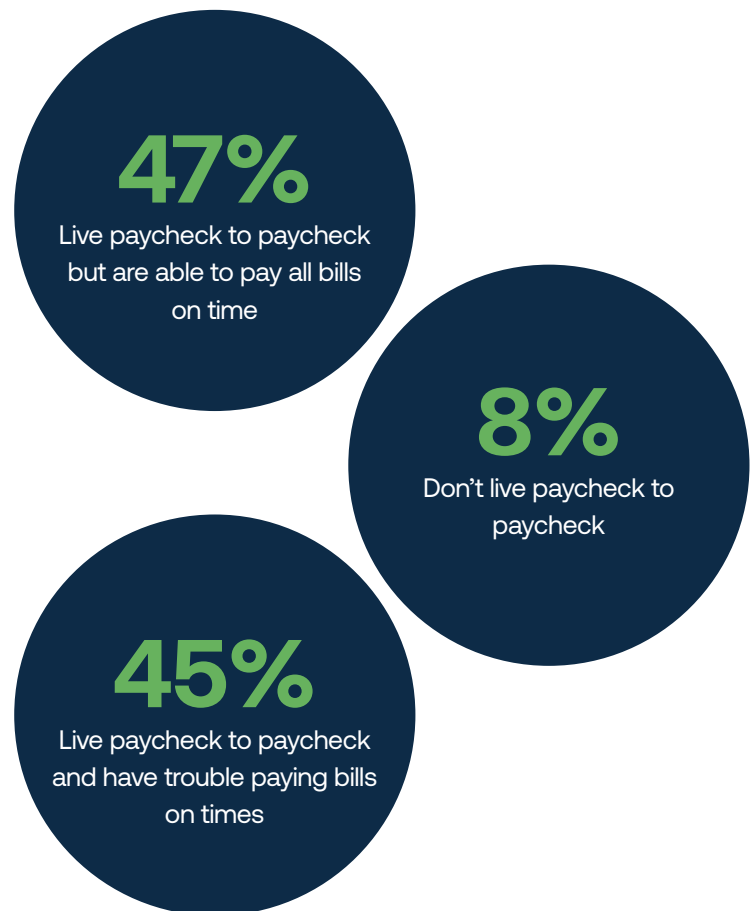 47%
Live paycheck to paycheck
but are able to pay all bills
on time
8%
Don’t live paycheck to
paycheck
45%
Live paycheck to paycheck
and have trouble paying bills
on times